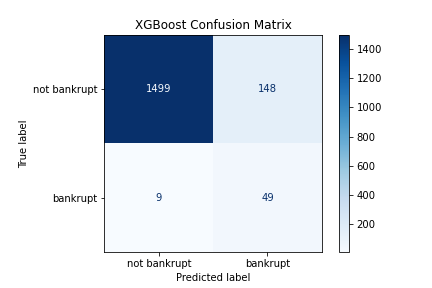 XGBoost Confusion Matrix
True label
not bankrupt
1499
148
bankrupt
9
49
not bankrupt
bankrupt
Predicted label
1400
1200
1000
800
600
400
200